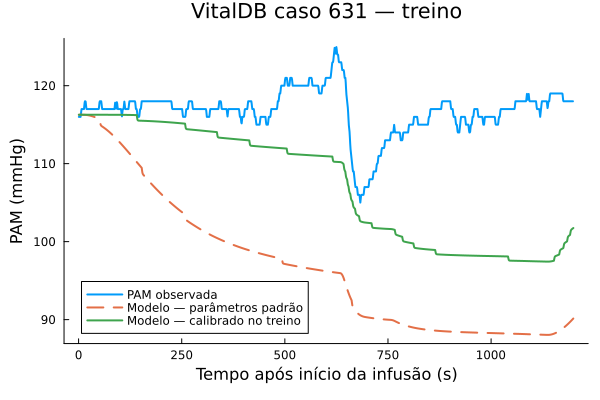 VitalDB caso 631 — treino
PAM (mmHg)
120
110
100
90
PAM observada
Modelo — parâmetros padrão
Modelo — calibrado no treino
0
250
500
750
1000
Tempo após início da infusão (s)